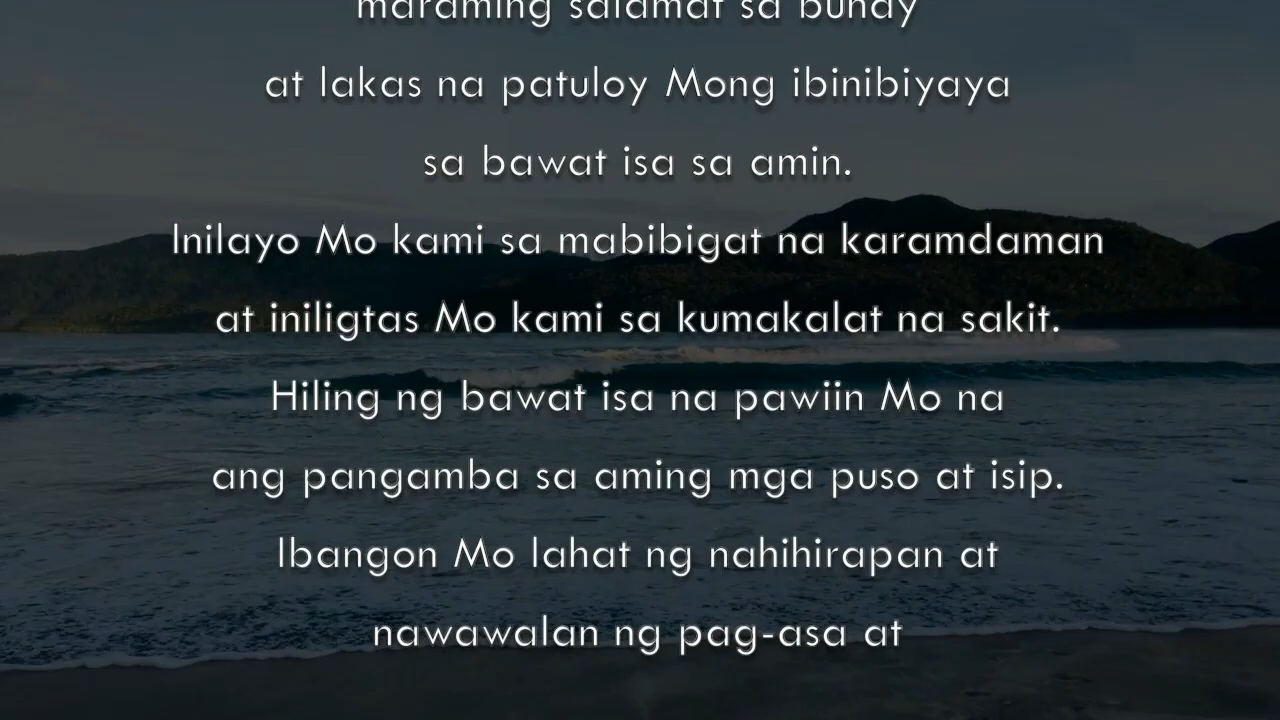 maraming salamat sa buhay
at lakas na patuloy Mong ibinibiyaya
sa bawat isa sa amin.
Inilayo Mo kami sa mabibigat na karamdaman
at iniligtas Mo kami sa kumakalat na sakit.
Hiling ng bawat isa na pawiin Mo na
ang pangamba sa aming mga puso at isip.
Ibangon Mo lahat ng nahihirapan at
nawawalan ng pag-asa at